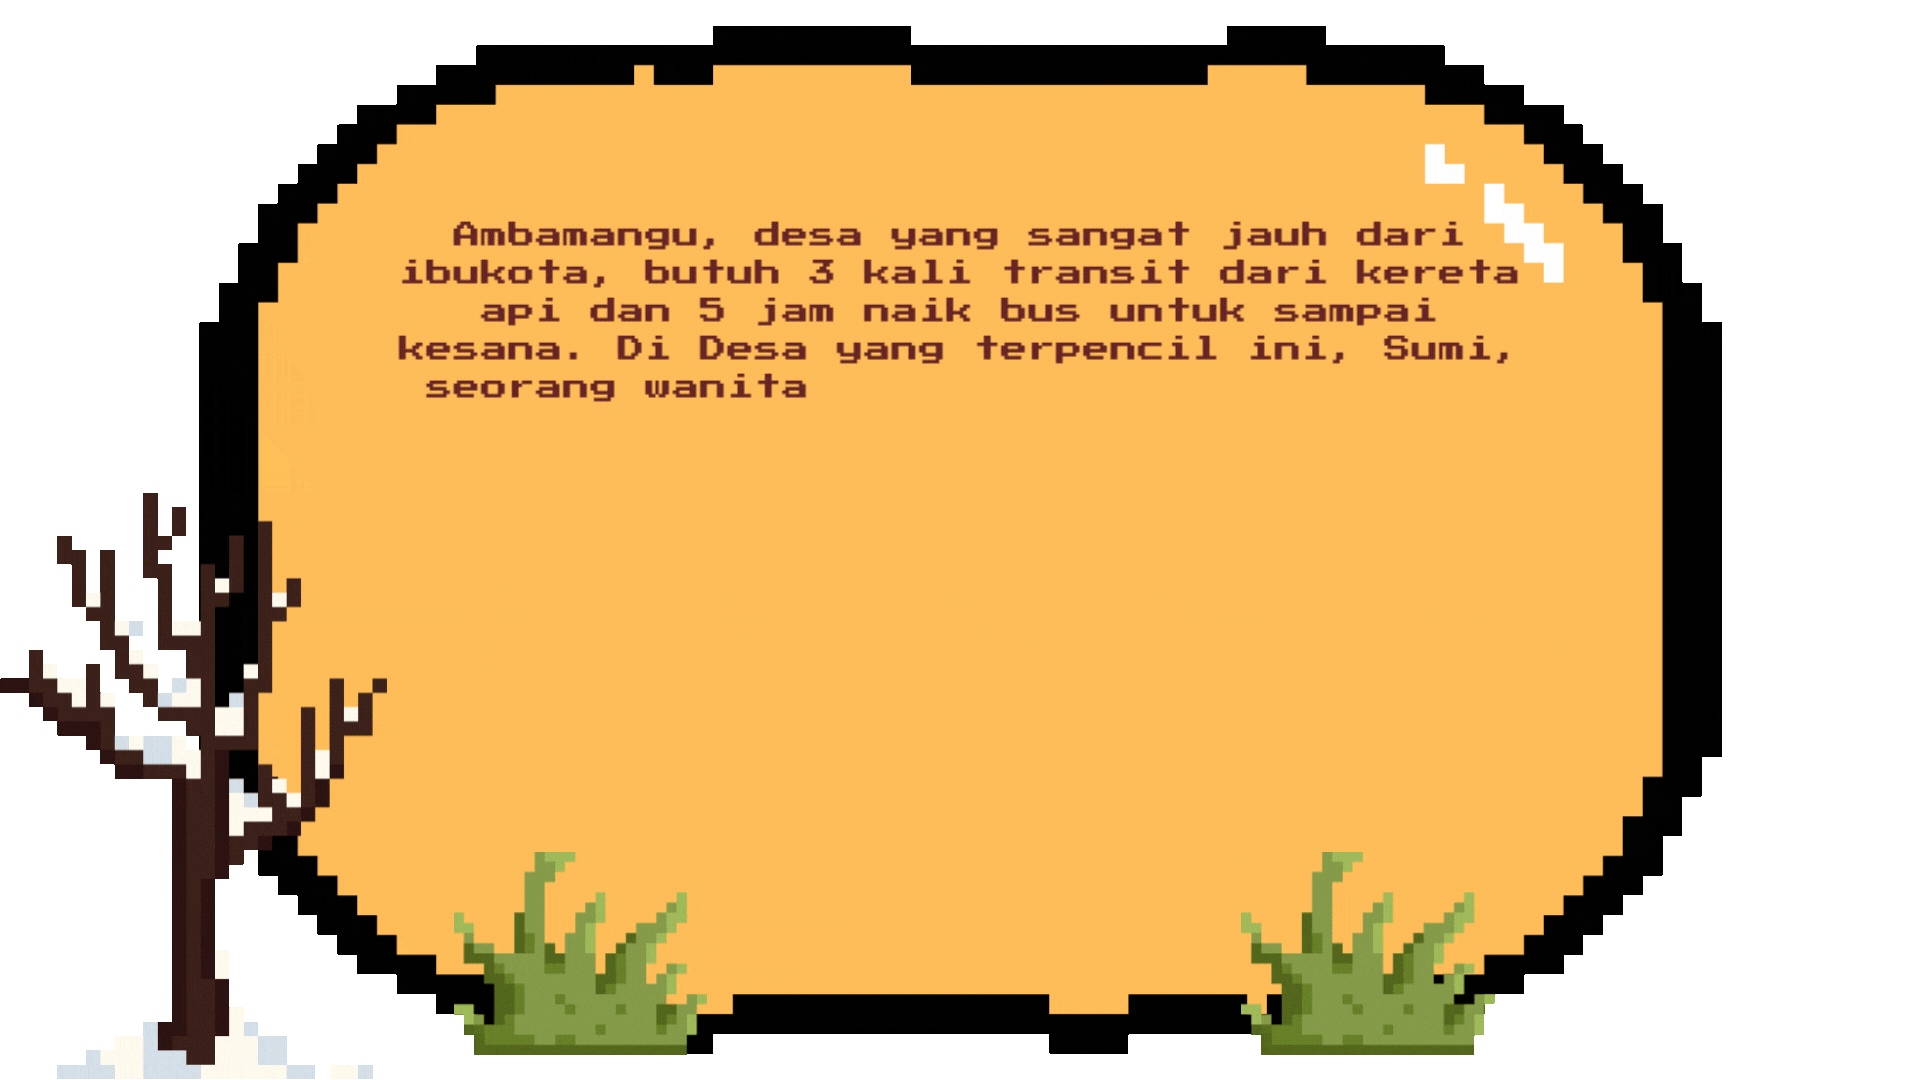 Ambamangu, desa yang sangat jauh dari
ibukota, butuh 3 kali transit dari kereta
api dan 5 jam naik bus untuk sampai
kesana. Di Desa yang terpencil ini, Sumi,
seorang wanita